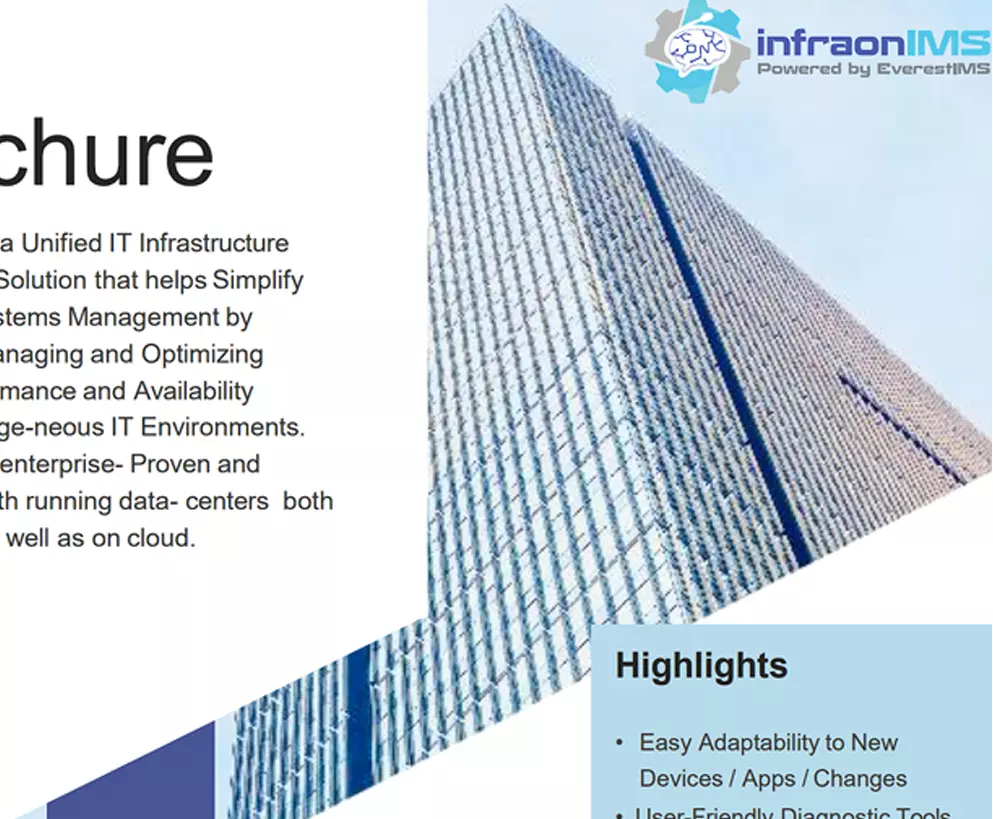 infraonIMS
Powered by EverestIMS
chure
a Unified IT Infrastructure
Solution that helps Simplify
stems Management by
anaging and Optimizing
mance and Availability
ge-neous IT Environments.
enterprise- Proven and
th running data- centers both
well as on cloud.
Highlights
• Easy Adaptability to New
Devices / Apps / Changes
• User-Friendly Diagnostic Tools